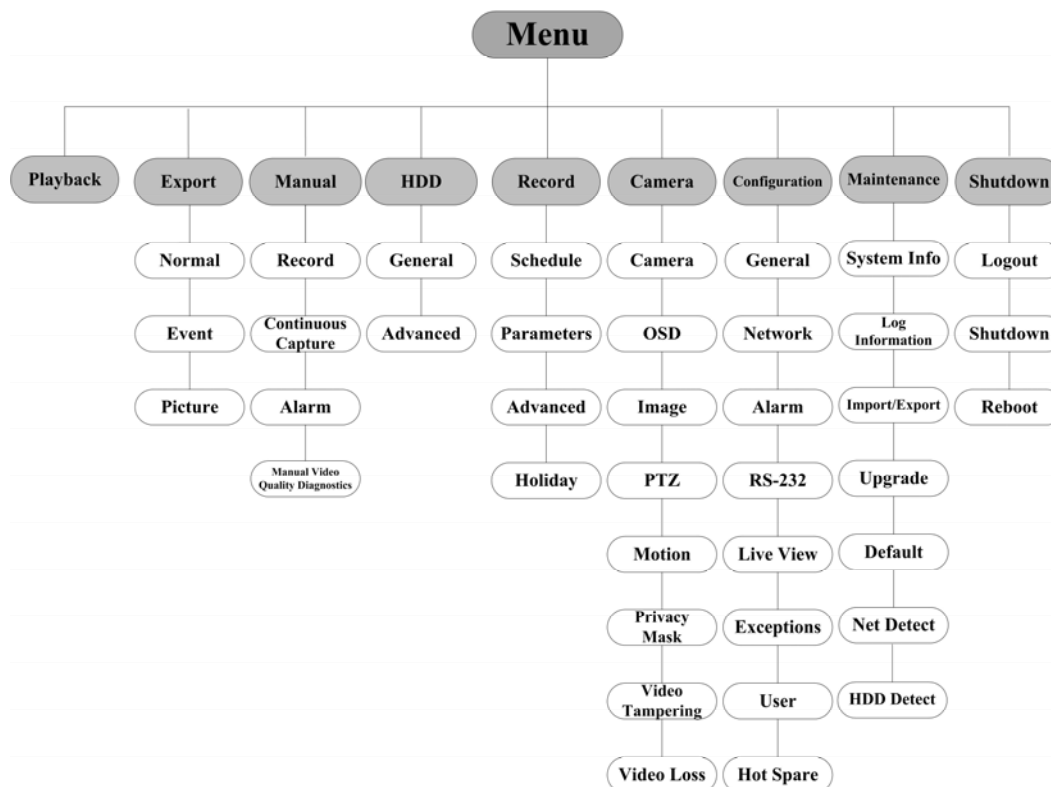 Menu
Playback
Export
Manual
HDD
Record
Camera
Configuration
Maintenance
Shutdown
Normal
Event
Picture
Record
Continuous
Capture
Alarm
Manual Video
Quality Diagnostics
General
Advanced
Schedule
Parameters
Advanced
Holiday
Camera
OSD
Image
PTZ
Motion
Privacy
Mask
Video
Tampering
Video Loss
General
Network
Alarm
RS-232
Live View
Exceptions
User
Hot Spare
System Info
Log
Information
Import/Export
Upgrade
Default
Net Detect
HDD Detect
Logout
Shutdown
Reboot